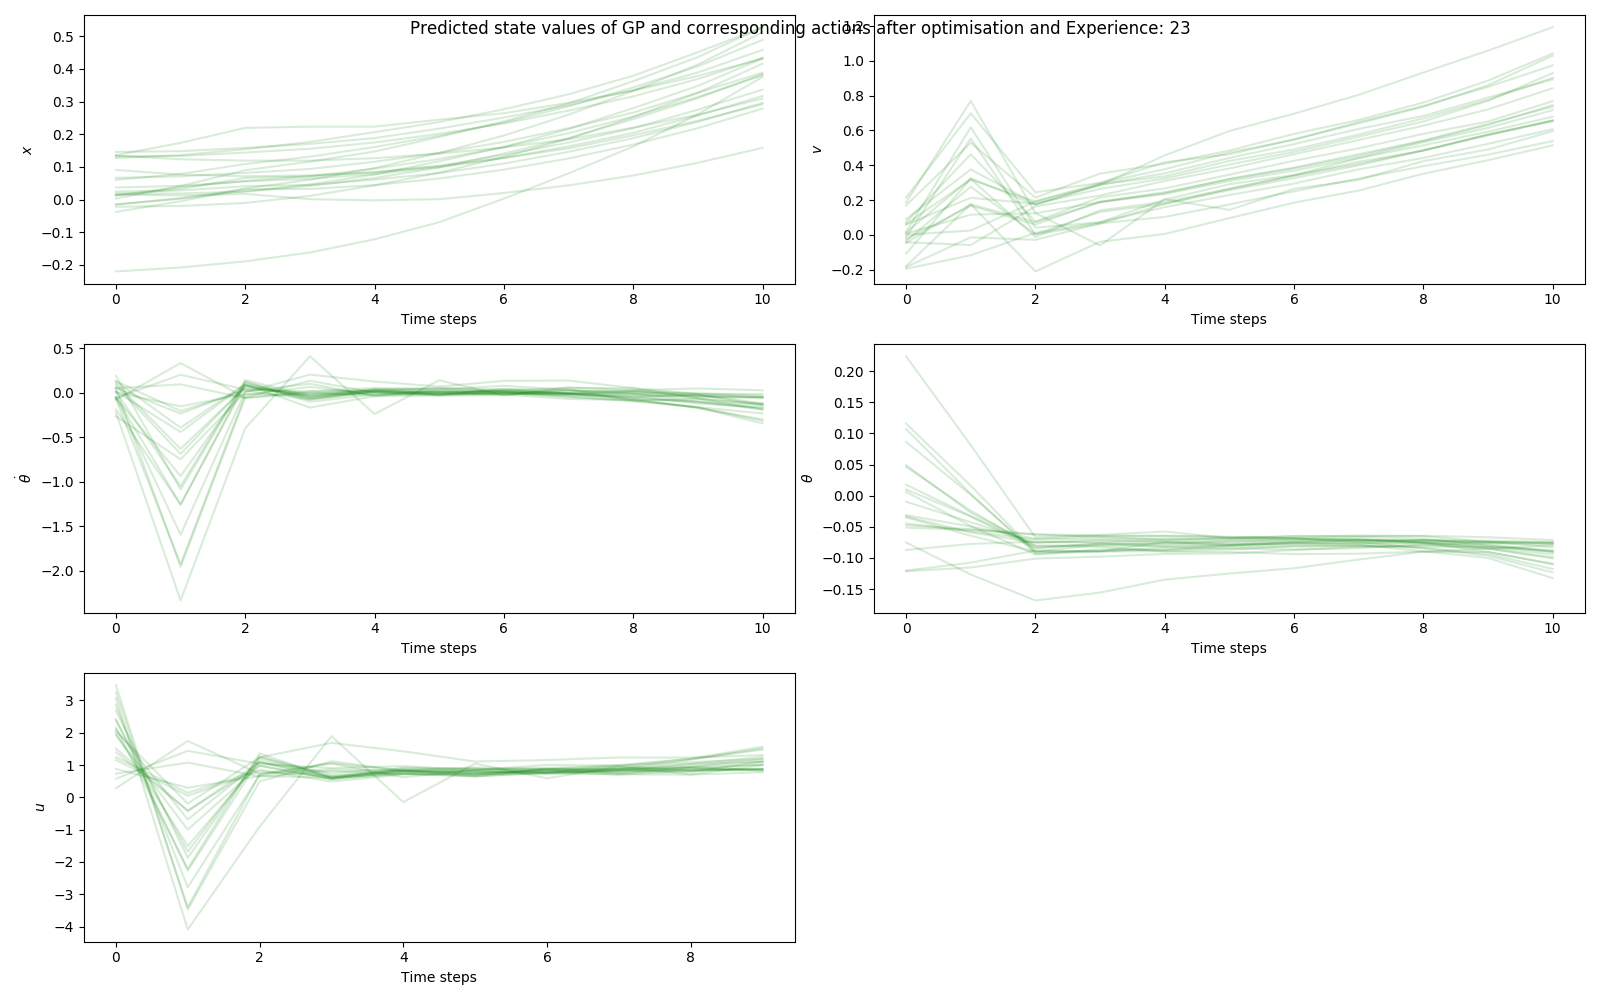 Predicted state values of GP and corresponding actions after optimisation and Experience: 23
0.5
0.4
0.3
0.2
0.1
0.0
−0.1
−0.2
x
0 2 4 6 8 10
Time steps
1.2
1.0
0.8
0.6
0.4
0.2
0.0
−0.2
v
0 2 4 6 8 10
Time steps
0.5
0.0
−0.5
−1.0
−1.5
−2.0
θ̇
0 2 4 6 8 10
Time steps
0.20
0.15
0.10
0.05
0.00
−0.05
−0.10
−0.15
θ
0 2 4 6 8 10
Time steps
3
2
1
0
−1
−2
−3
−4
u
0 2 4 6 8
Time steps